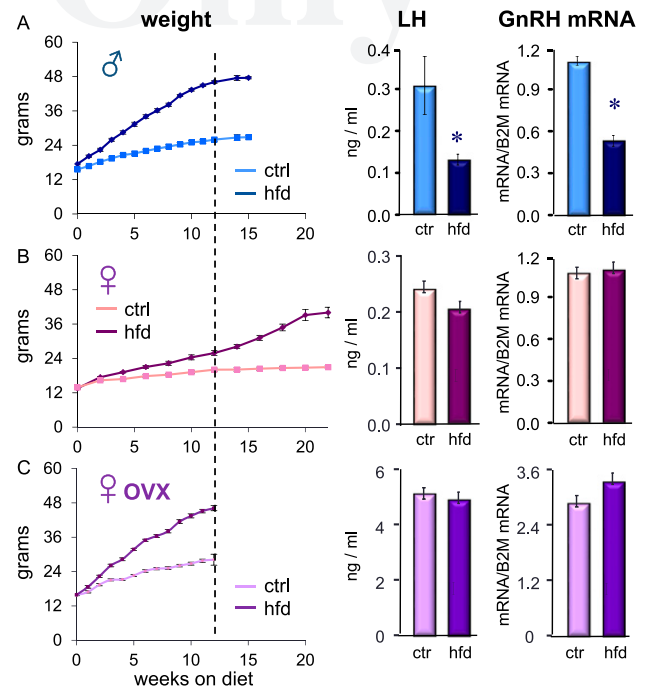 Only
A weight LH GnRH mRNA
♂
60
48
36
24
12
0
grams
ctrl
hfd
0 5 10 15 20
0.4
0.3
0.2
0.1
0.0
ng / ml
*
ctr hfd
1.2
0.9
0.6
0.3
0.0
mRNA/B2M mRNA
*
ctr hfd
B
♀
60
48
36
24
12
0
grams
ctrl
hfd
0 5 10 15 20
0.3
0.2
0.1
0.0
ng / ml
ctr hfd
1.2
0.9
0.6
0.3
0.0
mRNA/B2M mRNA
ctr hfd
C
♀ OVX
60
48
36
24
12
0
grams
ctrl
hfd
0 5 10 15 20
weeks on diet
6
4
2
0
ng / ml
ctr hfd
3.6
2.4
1.2
0
mRNA/B2M mRNA
ctr hfd